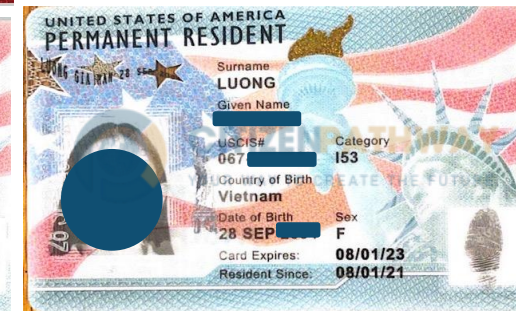 UNITED STATES OF AMERICA
PERMANENT RESIDENT
Surname
LUONG
Given Name
USCIS#
067
Category
I53
Country of Birth
Vietnam
Date of Birth
28 SEP
Sex
F
Card Expires: 08/01/23
Resident Since: 08/01/21